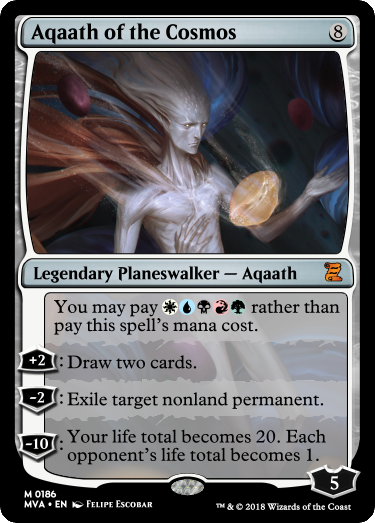 Aqaath of the Cosmos 8
Legendary Planeswalker — Aqaath
You may pay rather than
pay this spell's mana cost.
+2: Draw two cards.
-2: Exile target nonland permanent.
-10: Your life total becomes 20. Each
opponent's life total becomes 1.
5
M 0186
MVA • EN Felipe Escobar
™ & © 2018 Wizards of the Coast